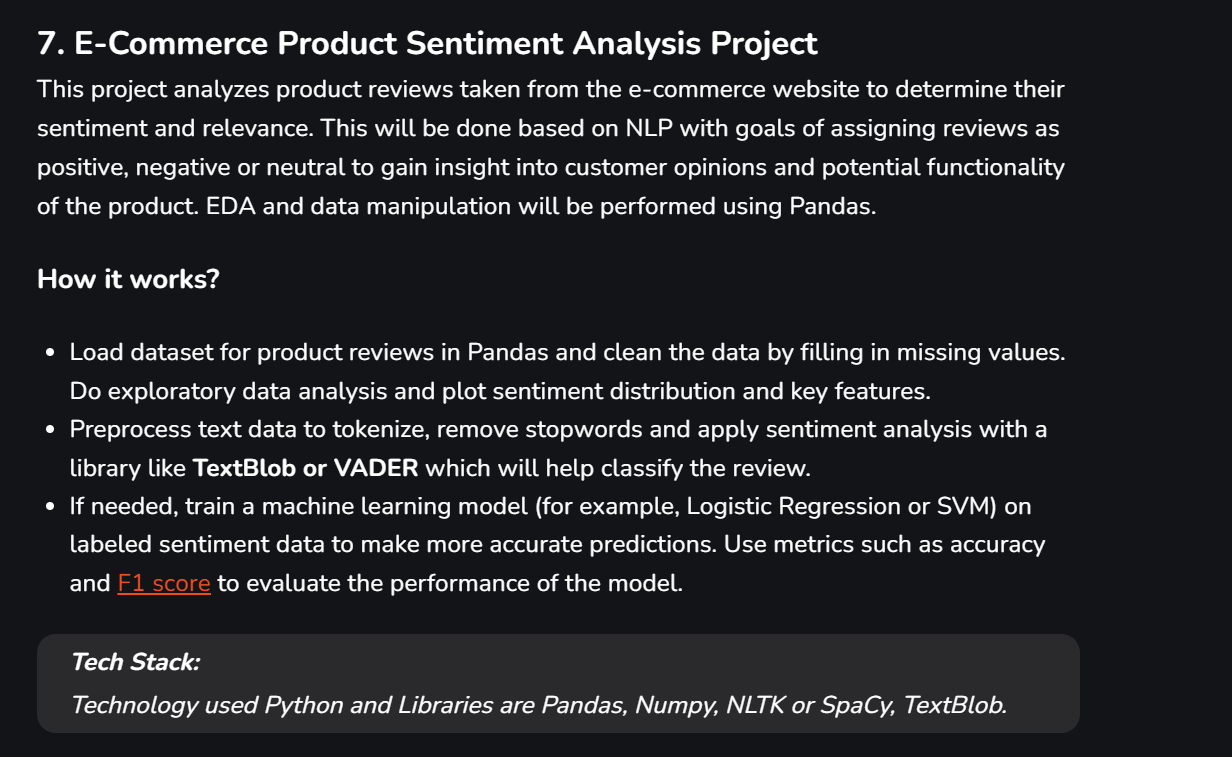 7. E-Commerce Product Sentiment Analysis Project
This project analyzes product reviews taken from the e-commerce website to determine their
sentiment and relevance. This will be done based on NLP with goals of assigning reviews as
positive, negative or neutral to gain insight into customer opinions and potential functionality
of the product. EDA and data manipulation will be performed using Pandas.
How it works?
• Load dataset for product reviews in Pandas and clean the data by filling in missing values.
Do exploratory data analysis and plot sentiment distribution and key features.
• Preprocess text data to tokenize, remove stopwords and apply sentiment analysis with a
library like TextBlob or VADER which will help classify the review.
• If needed, train a machine learning model (for example, Logistic Regression or SVM) on
labeled sentiment data to make more accurate predictions. Use metrics such as accuracy
and F1 score to evaluate the performance of the model.
Tech Stack:
Technology used Python and Libraries are Pandas, Numpy, NLTK or SpaCy, TextBlob.